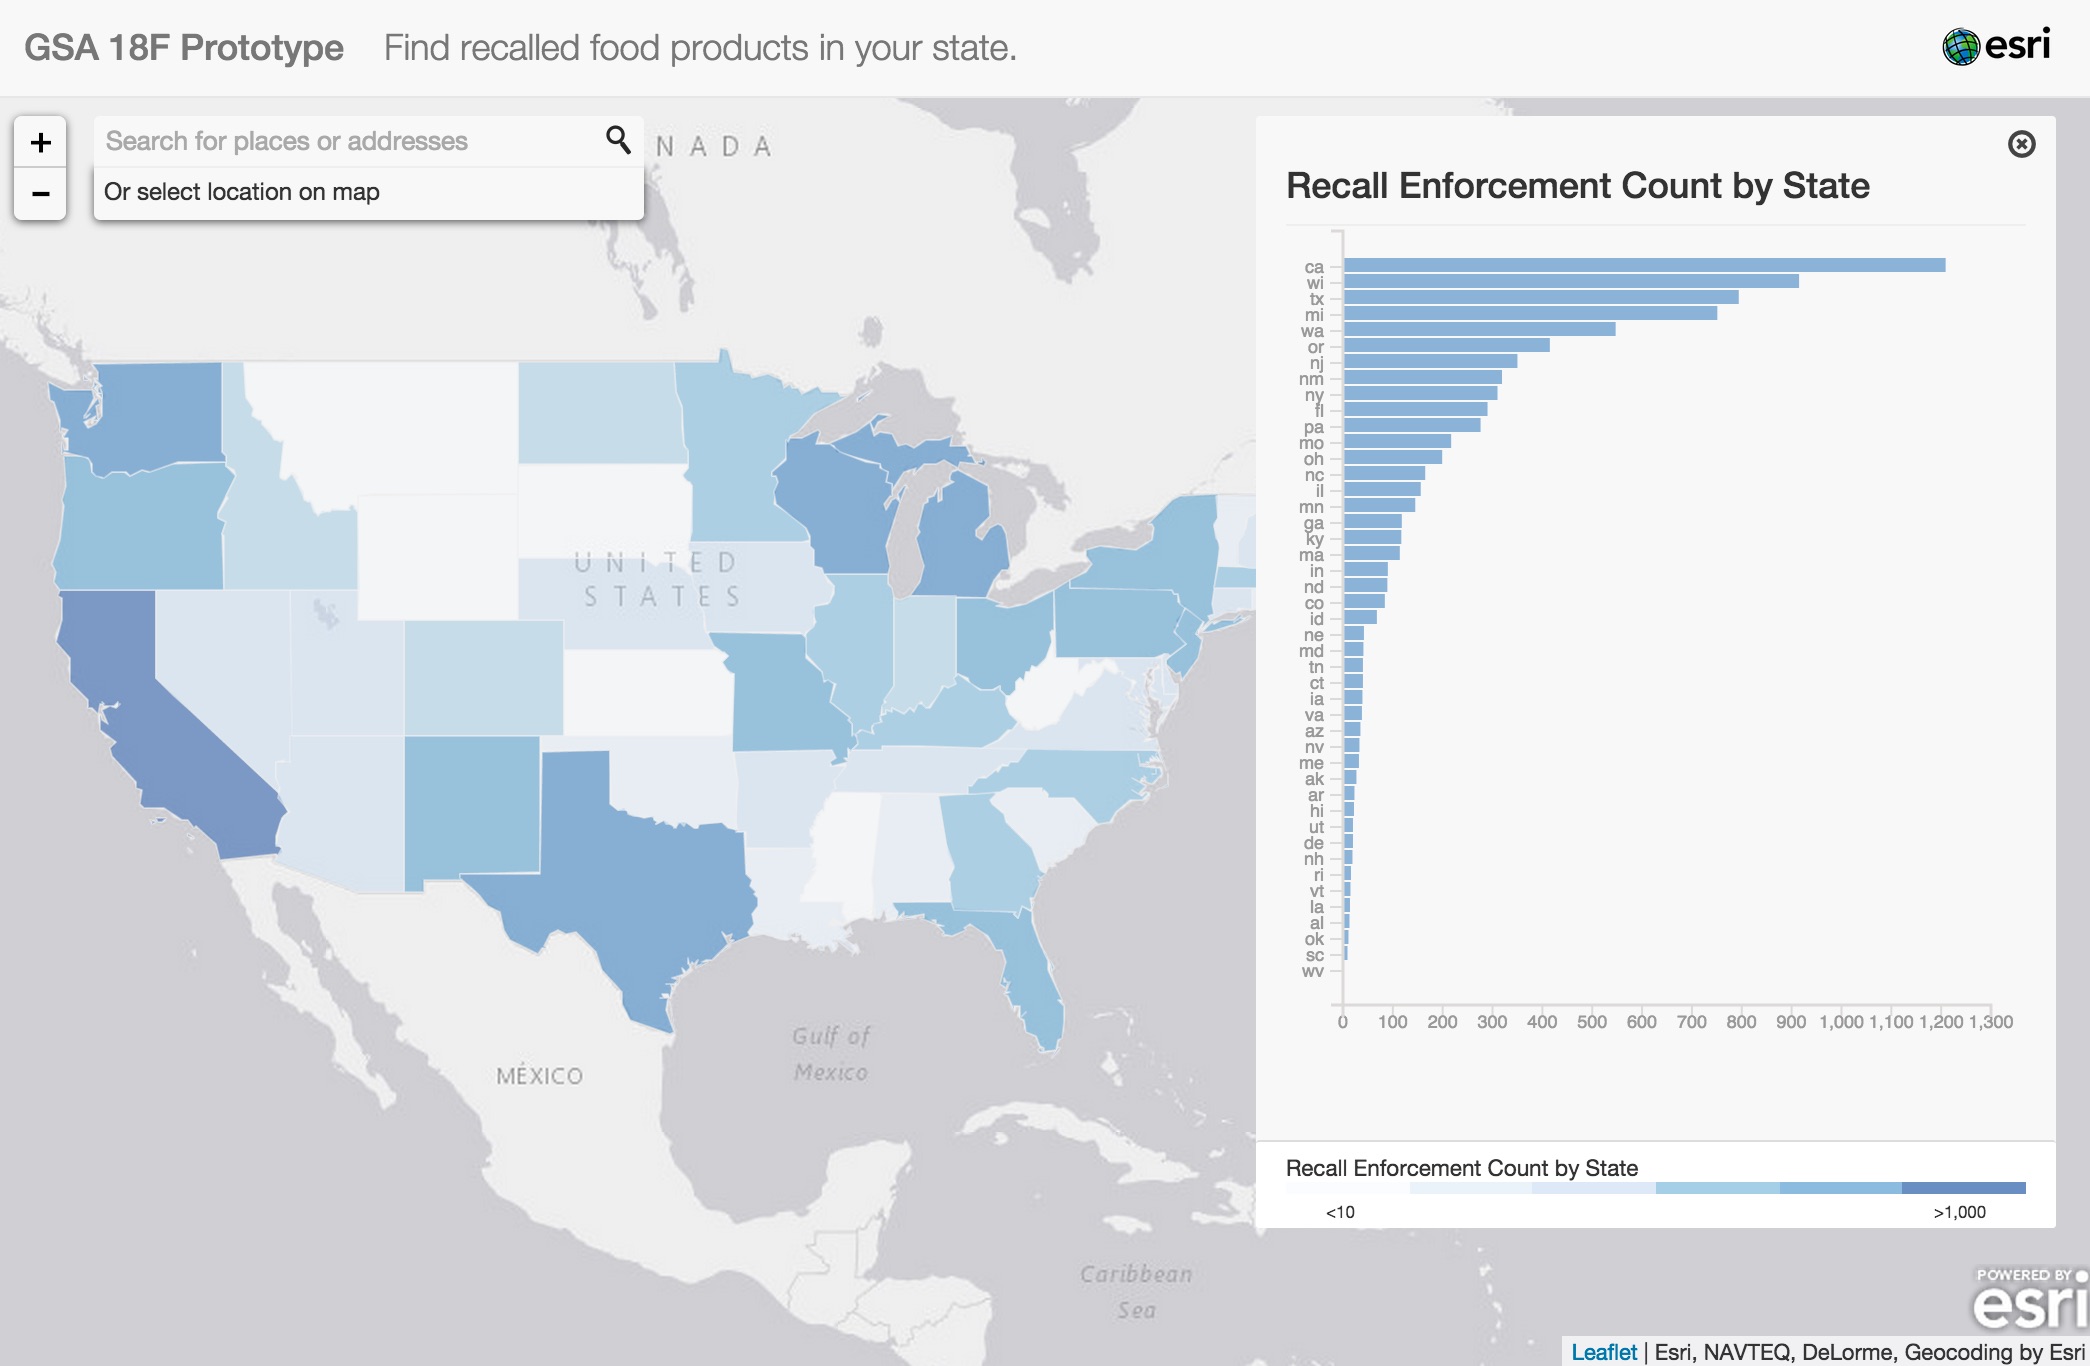 GSA 18F Prototype Find recalled food products in your state.
esri
+
Search for places or addresses
NADA
−
Or select location on map
UNITED
STATES
MÉXICO
Gulf of
Mexico
Caribbean
Sea
Recall Enforcement Count by State
ca
wi
tx
mi
wa
or
nj
nm
ny
fl
pa
mo
oh
nc
il
mn
ga
ky
ma
in
nd
co
id
ne
md
tn
ct
ia
va
az
nv
me
ak
ar
hi
ut
de
nh
ri
vt
la
al
ok
sc
wv
0 100 200 300 400 500 600 700 800 900 1,000 1,100 1,200 1,300
Recall Enforcement Count by State
<10 >1,000
POWERED BY
esri
Leaflet | Esri, NAVTEQ, DeLorme, Geocoding by Esri